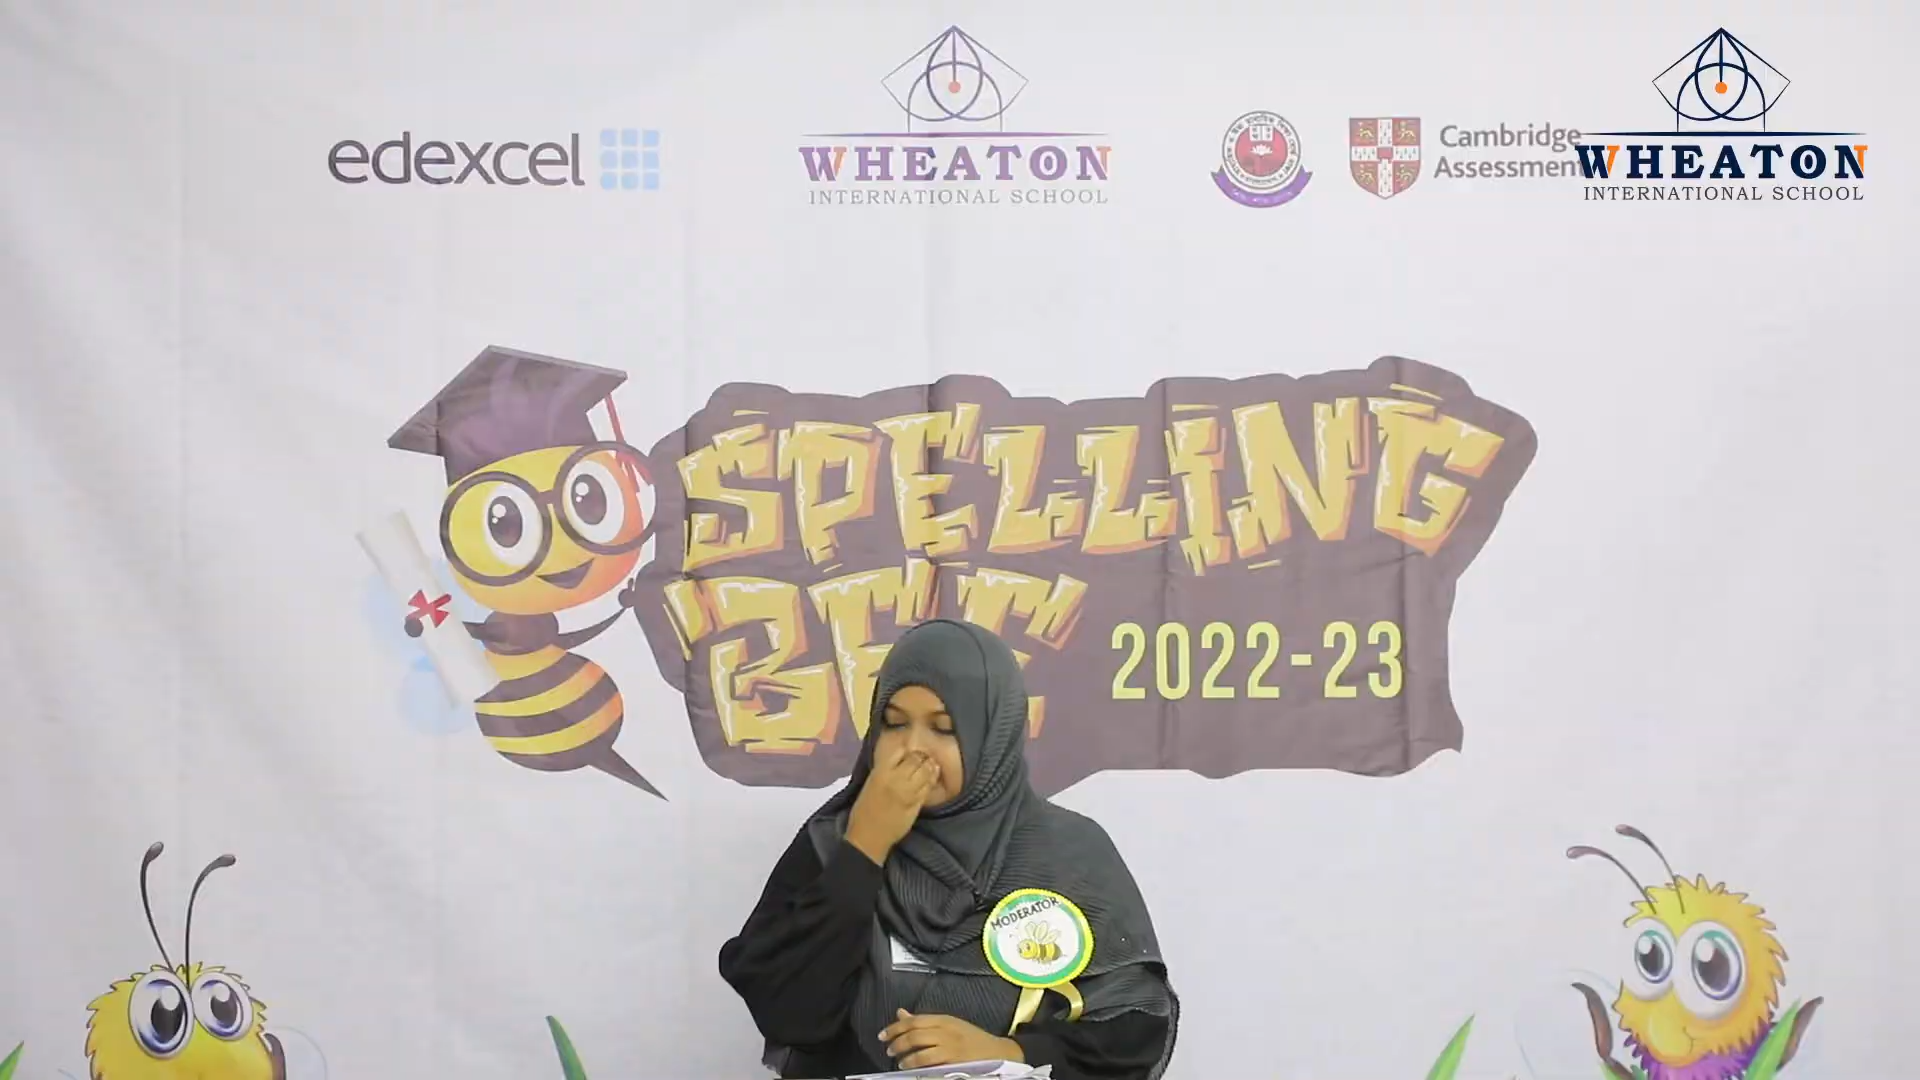 edexcel
WHEATON
INTERNATIONAL SCHOOL
Cambridge
Assessment
WHEATON
INTERNATIONAL SCHOOL
SPELLING
BEE
2022-23
MODERATOR